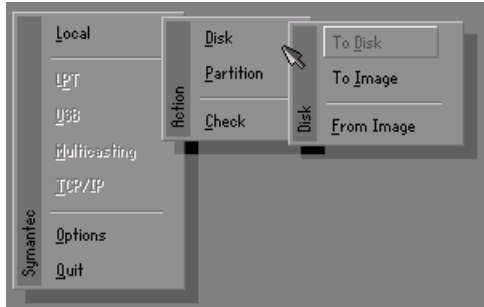 Local
LPT
USB
Multicasting
TCP/IP
Options
Quit
Symantec
Disk
Partition
Check
Action
To Disk
To Image
From Image
Disk